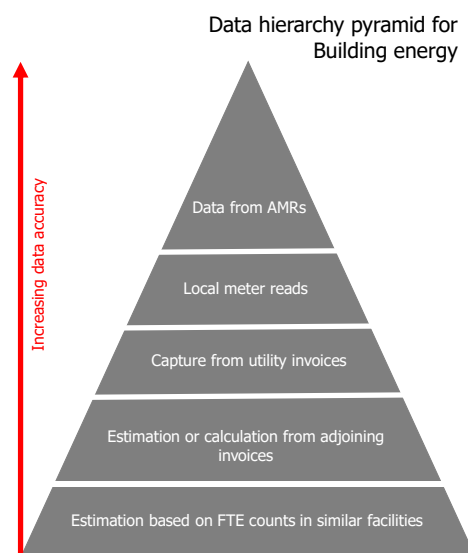 Data hierarchy pyramid for
Building energy
Increasing data accuracy
Data from AMRs
Local meter reads
Capture from utility invoices
Estimation or calculation from adjoining
invoices
Estimation based on FTE counts in similar facilities